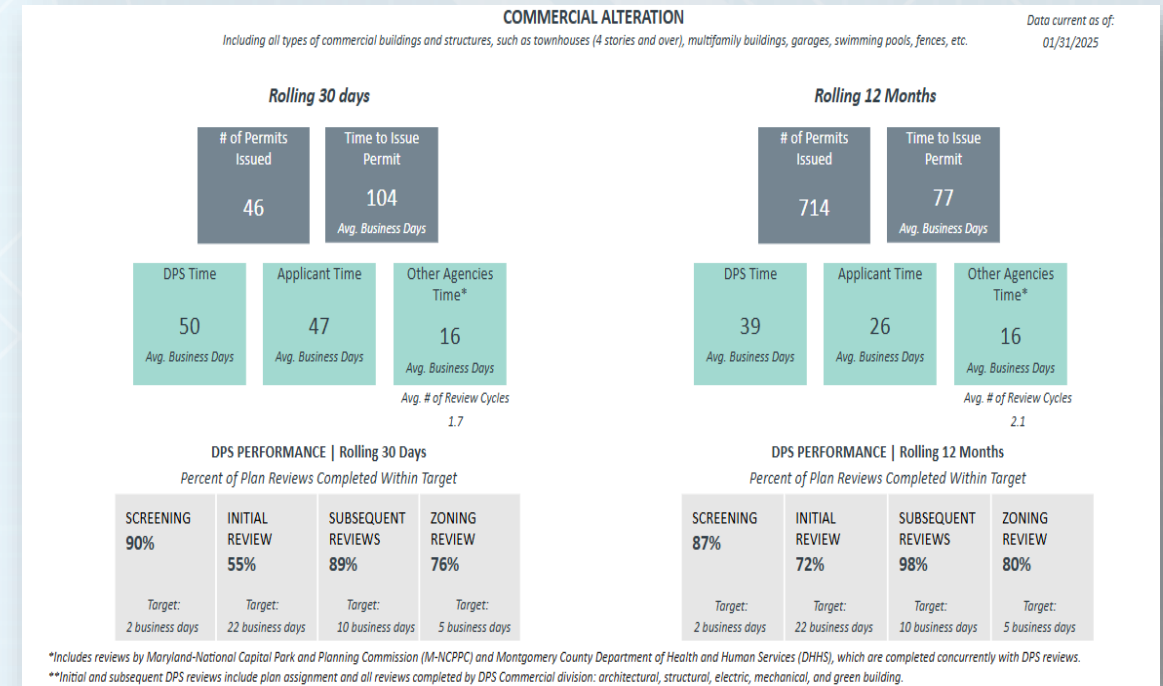 COMMERCIAL ALTERATION
Including all types of commercial buildings and structures, such as townhouses (4 stories and over), multifamily buildings, garages, swimming pools, fences, etc.
Data current as of:
01/31/2025
Rolling 30 days
# of Permits
Issued
46
Time to Issue
Permit
104
Avg. Business Days
DPS Time
50
Avg. Business Days
Applicant Time
47
Avg. Business Days
Other Agencies
Time*
16
Avg. Business Days
Avg. # of Review Cycles
1.7
DPS PERFORMANCE | Rolling 30 Days
Percent of Plan Reviews Completed Within Target
SCREENING
90%
Target:
2 business days
INITIAL
REVIEW
55%
Target:
22 business days
SUBSEQUENT
REVIEWS
89%
Target:
10 business days
ZONING
REVIEW
76%
Target:
5 business days
Rolling 12 Months
# of Permits
Issued
714
Time to Issue
Permit
77
Avg. Business Days
DPS Time
39
Avg. Business Days
Applicant Time
26
Avg. Business Days
Other Agencies
Time*
16
Avg. Business Days
Avg. # of Review Cycles
2.1
DPS PERFORMANCE | Rolling 12 Months
Percent of Plan Reviews Completed Within Target
SCREENING
87%
Target:
2 business days
INITIAL
REVIEW
72%
Target:
22 business days
SUBSEQUENT
REVIEWS
98%
Target:
10 business days
ZONING
REVIEW
80%
Target:
5 business days
*Includes reviews by Maryland-National Capital Park and Planning Commission (M-NCPPC) and Montgomery County Department of Health and Human Services (DHHS), which are completed concurrently with DPS reviews.
**Initial and subsequent DPS reviews include plan assignment and all reviews completed by DPS Commercial division: architectural, structural, electric, mechanical, and green building.